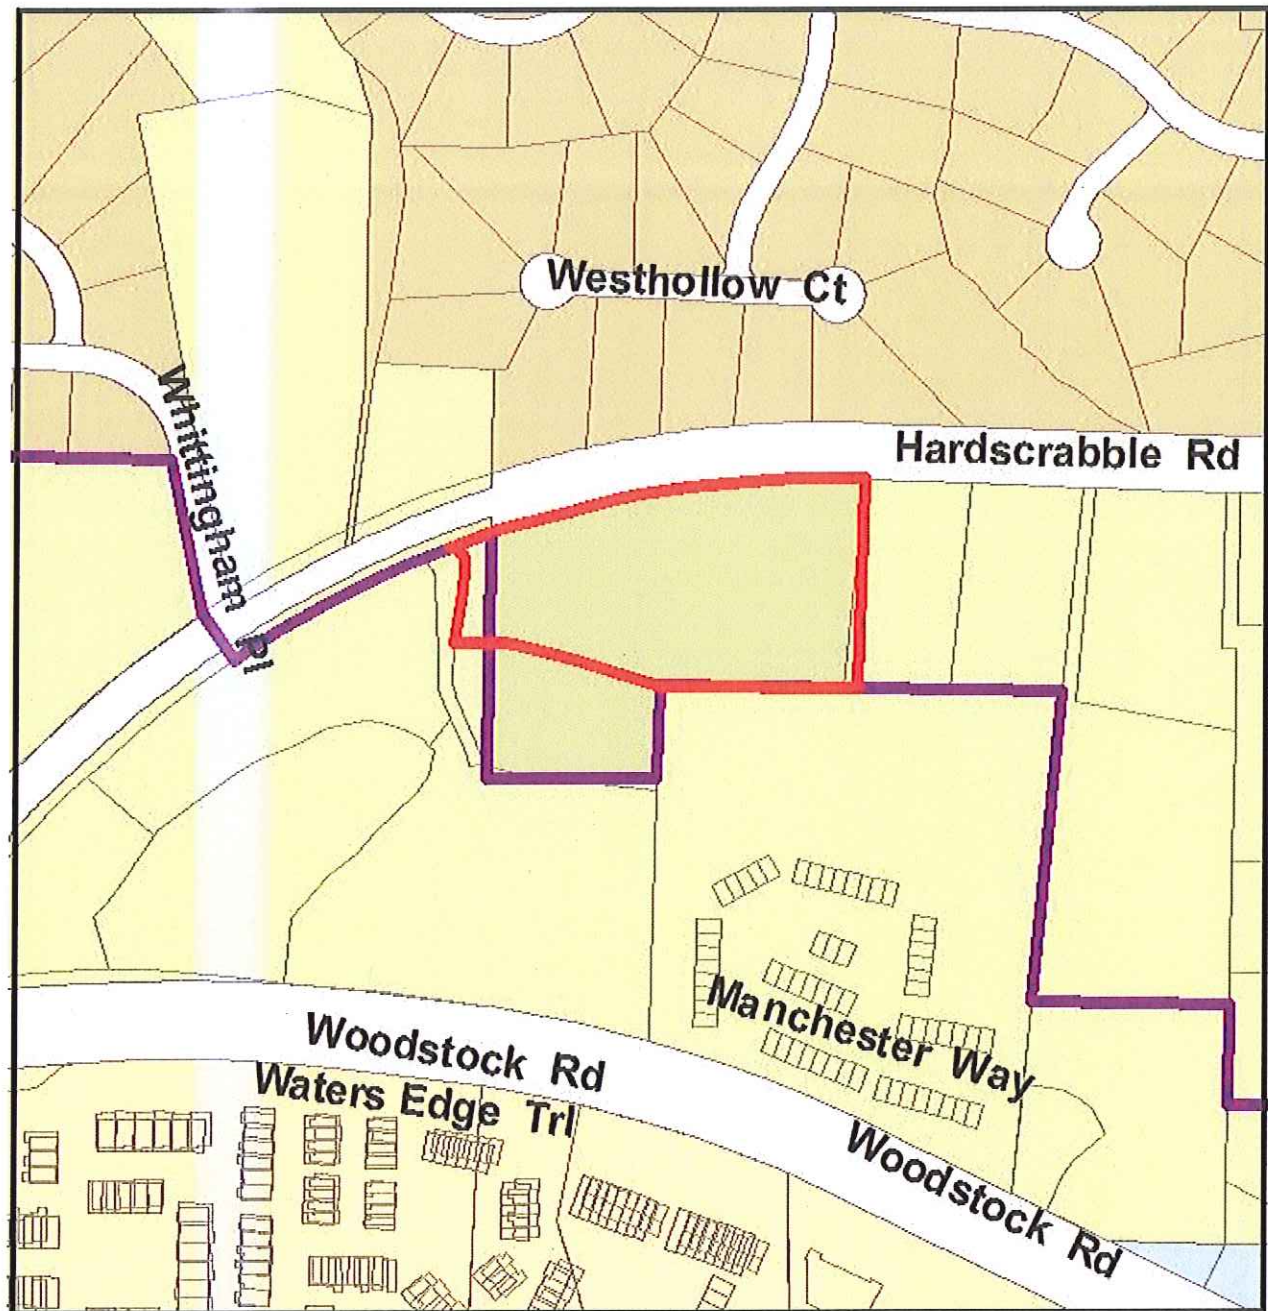 Westhollow Ct
Hardscrabble Rd
Whittingham Pl
Manchester Way
Woodstock Rd
Waters Edge Trl
Woodstock Rd